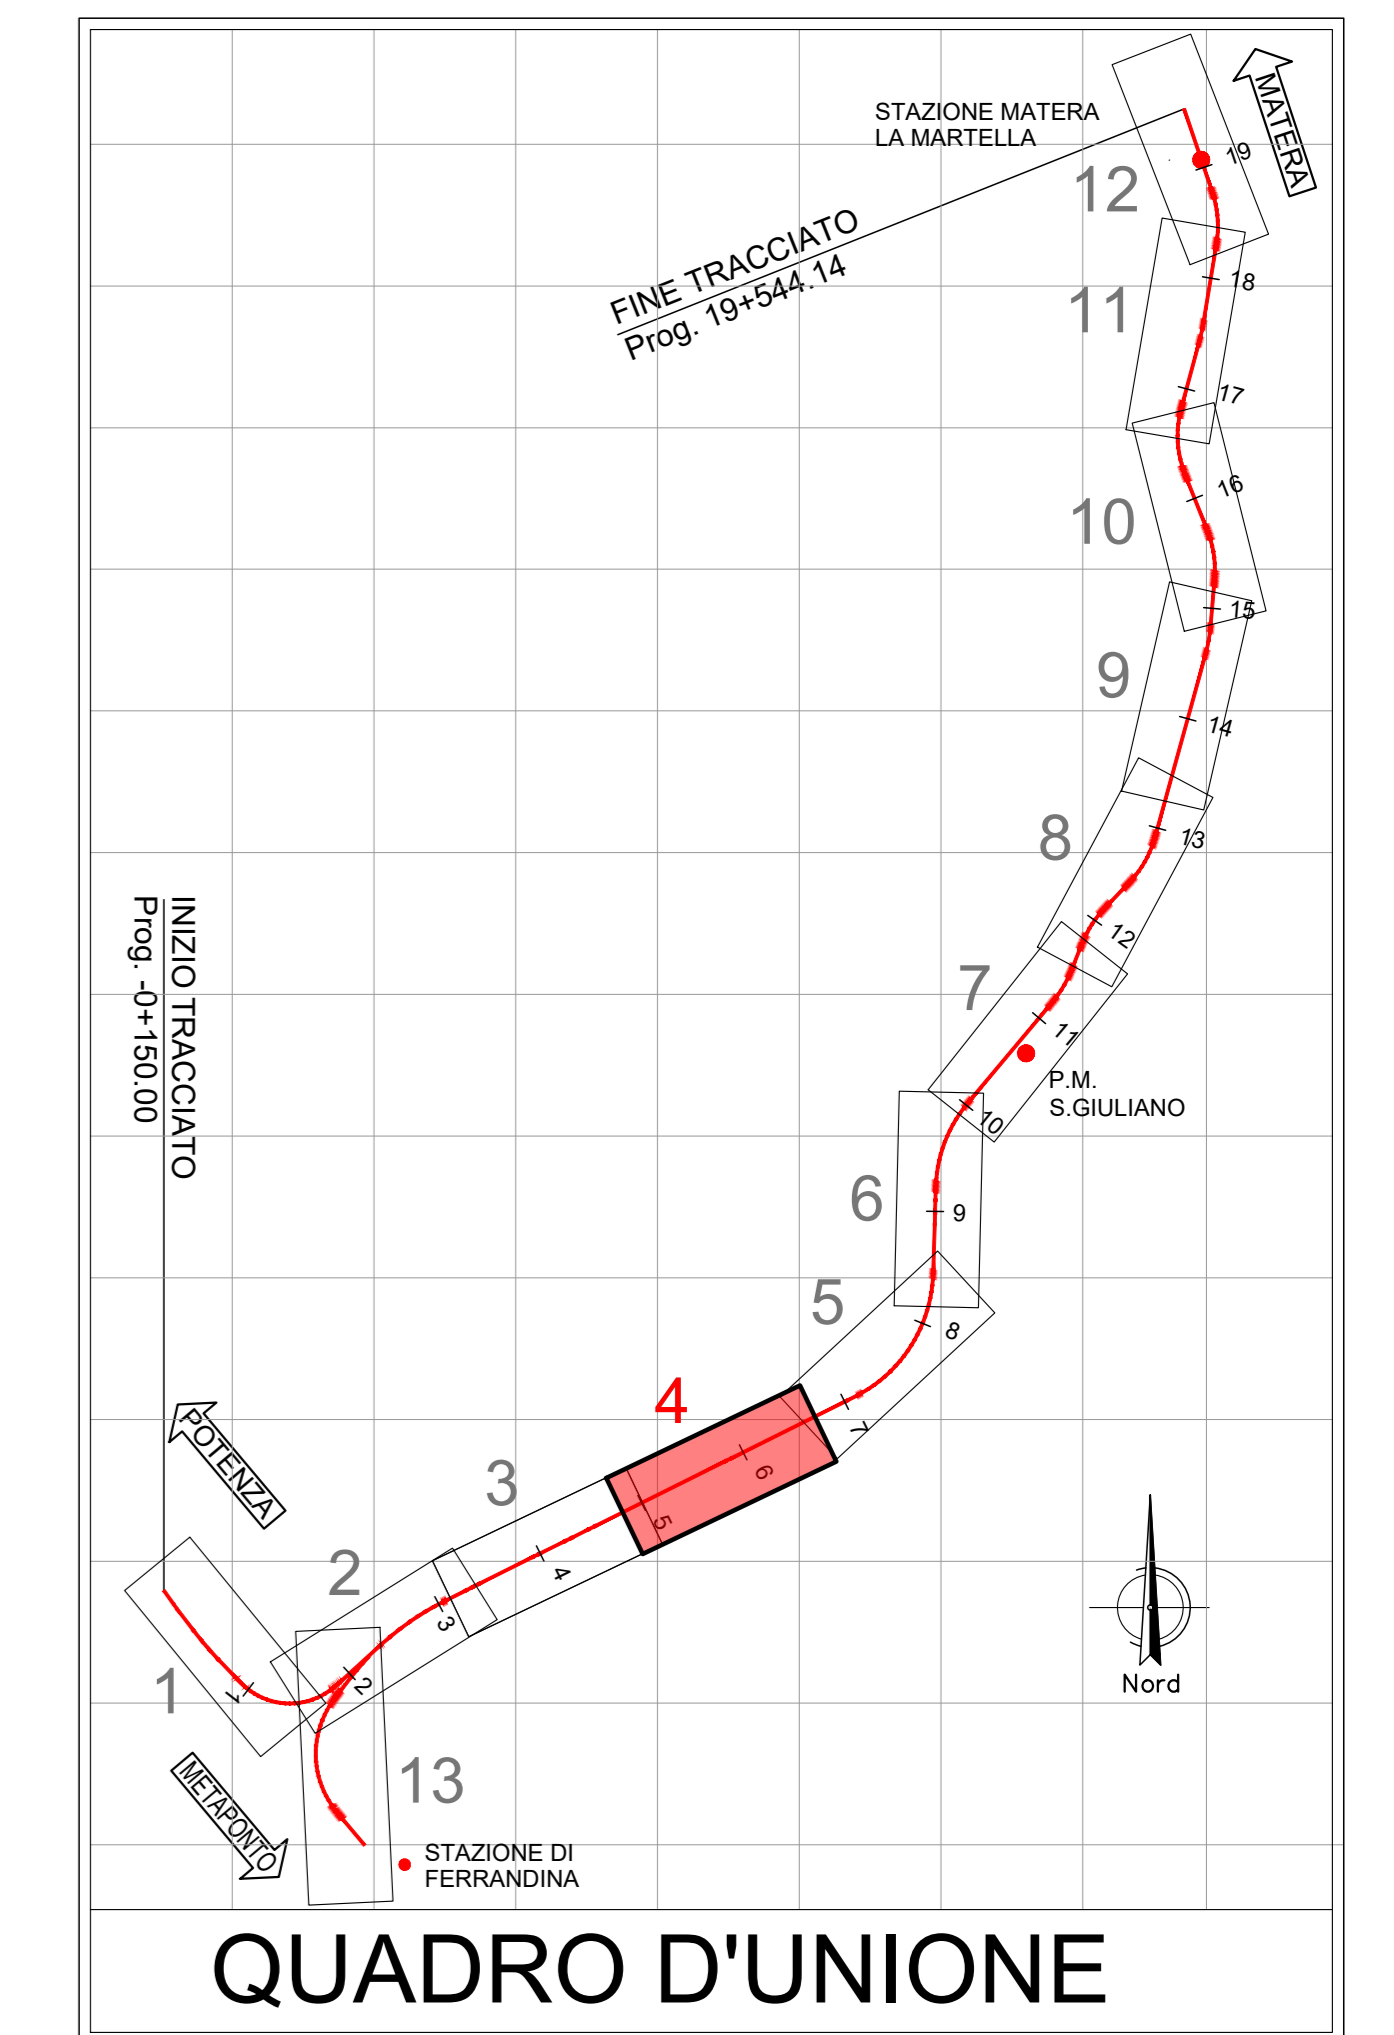 MATERA
STAZIONE MATERA
LA MARTELLA
19
12
FINE TRACCIATO
Prog. 19+544.14
18
11
17
16
10
15
9
14
13
8
12
7
11
P.M.
S.GIULIANO
10
INIZIO TRACCIATO
Prog. -0+150.00
6
9
5
8
4
7
POTENZA
6
3
5
4
2
3
2
1
1
Nord
13
METAPONTO
STAZIONE DI
FERRANDINA
QUADRO D'UNIONE